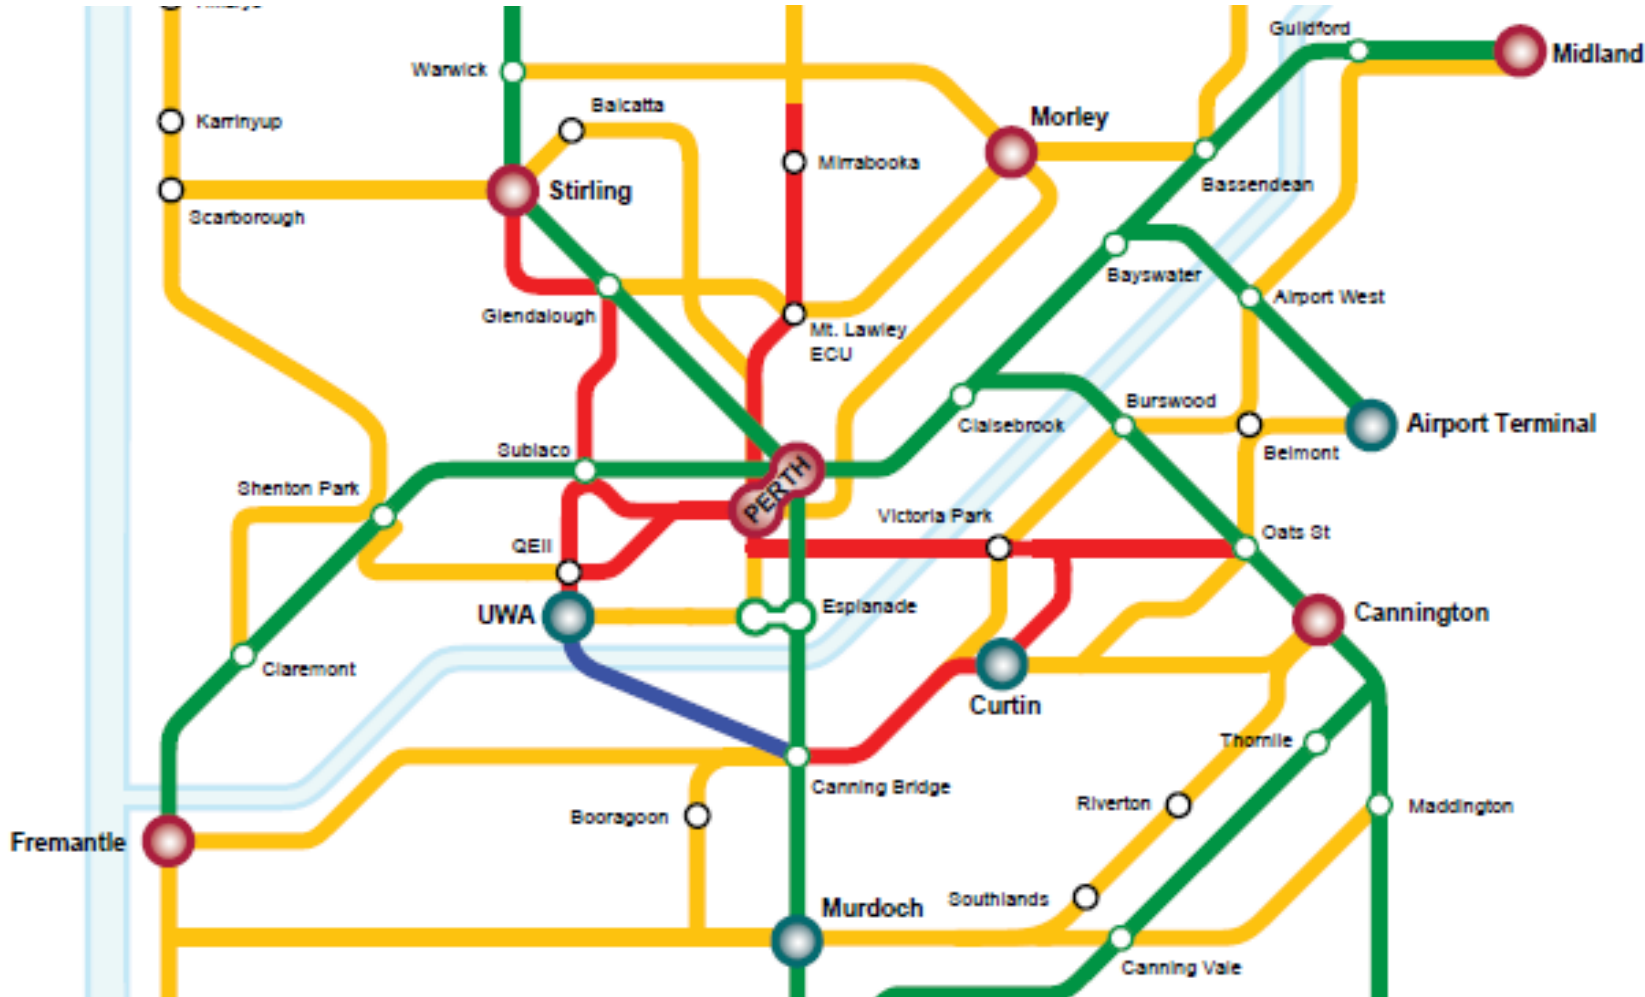 Guildford
Midland
Warwick
Balcatta
Morley
Karrinyup
Mirrabooka
Stirling
Bassendean
Scarborough
Bayswater
Airport West
Glendalough
Mt. Lawley
ECU
Burswood
Claisebrook
Airport Terminal
Subiaco
Belmont
PERTH
Shenton Park
Victoria Park
Oats St
QEII
UWA
Esplanade
Cannington
Claremont
Curtin
Thornlie
Canning Bridge
Riverton
Maddington
Booragoon
Fremantle
Southlands
Murdoch
Canning Vale